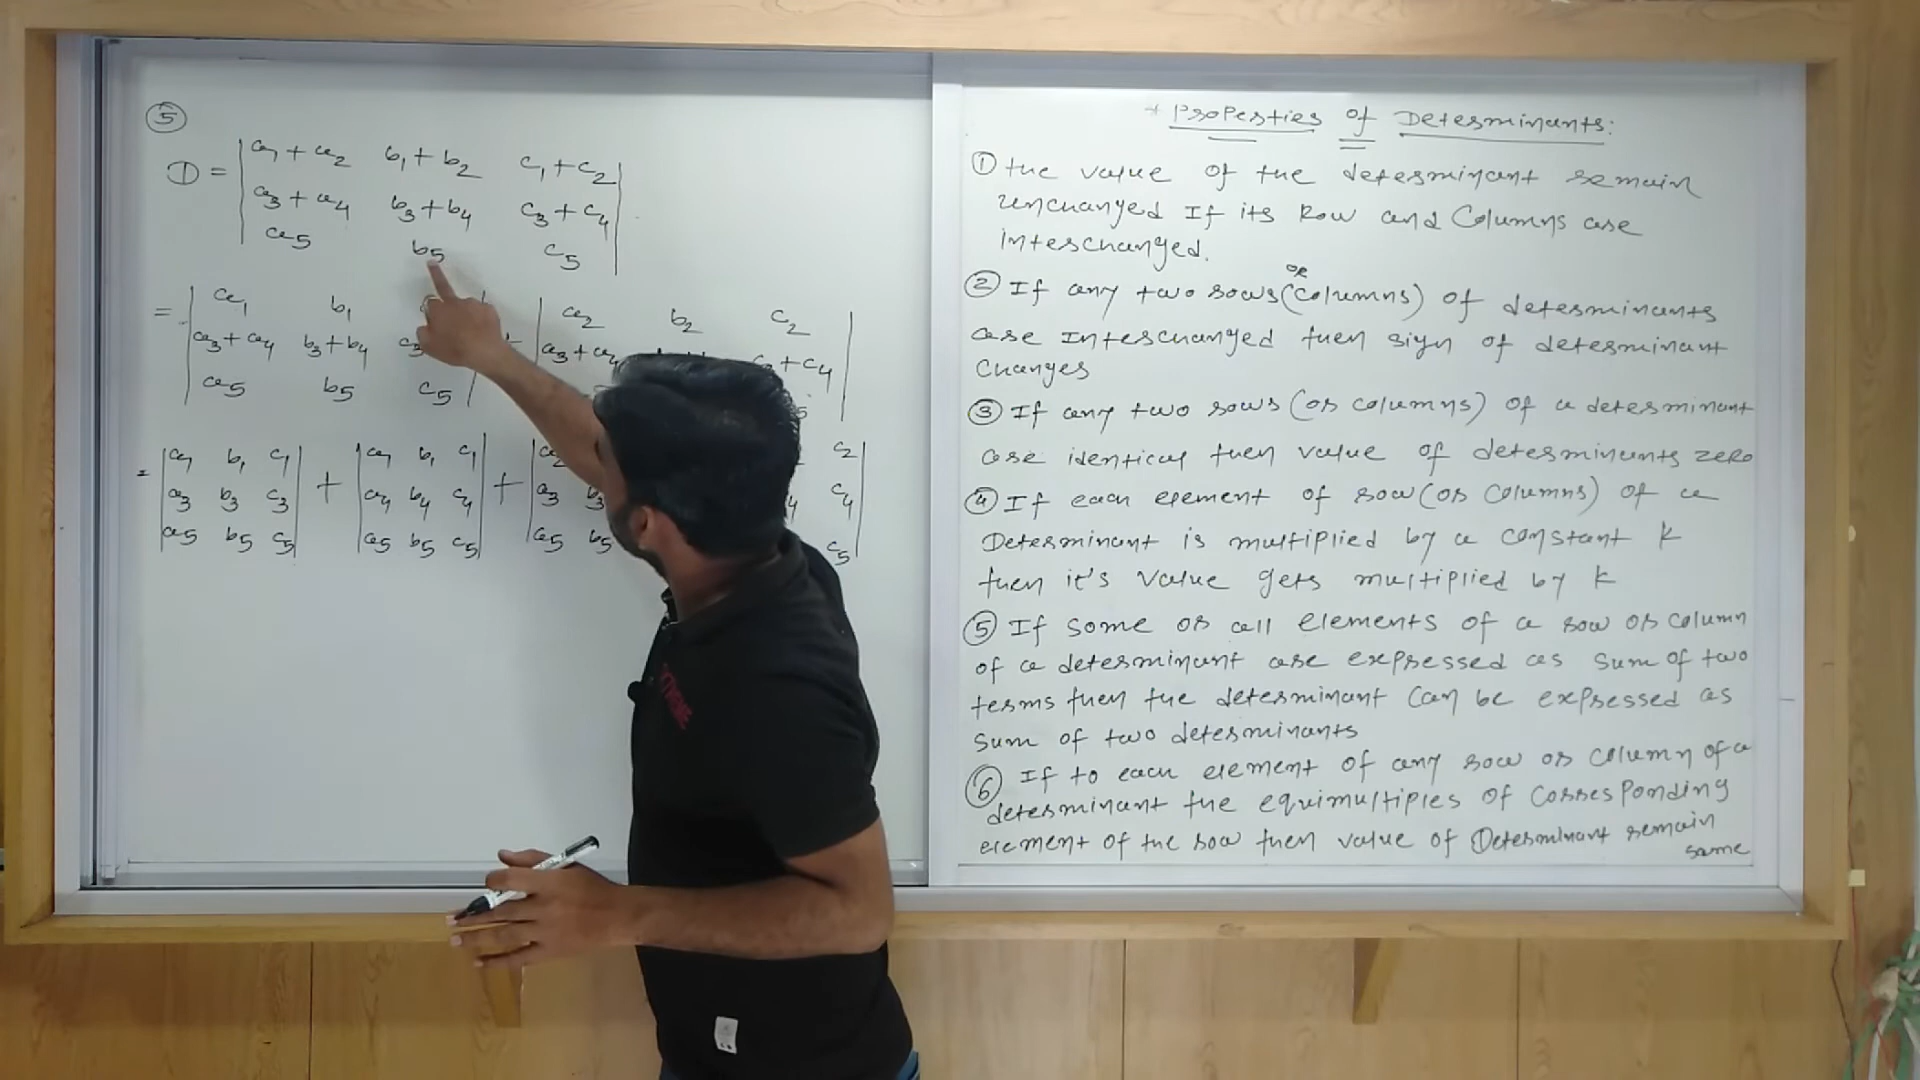 ⑤
D = | a₁ + a₂ b₁ + b₂ c₁ + c₂ |
| a₃ + a₄ b₃ + b₄ c₃ + c₄ |
| a₅ b₅ c₅ |
= | a₁ b₁ | a₂ b₂ c₂ |
| a₃ + a₄ b₃ + b₄ + | a₃ + a₄ + c₄ |
| a₅ b₅ c₅ |
= | a₁ b₁ c₁ | | a₁ b₁ c₁ | | a₂ c₂ |
| a₃ b₃ c₃ | + | a₄ b₄ c₄ | + | a₃ b₃ c₄ |
| a₅ b₅ c₅ | | a₅ b₅ c₅ | | a₅ b₅ c₅ |
* Properties of Determinants:
① the value of the determinant remain
unchanged If its Row and Columns are
interchanged.
② If any two rows (or columns) of determinants
are Interchanged then sign of determinant
changes
③ If any two rows (or columns) of a determinant
are identical then value of determinants zero
④ If each element of row (or columns) of a
Determinant is multiplied by a constant k
then it's value gets multiplied by k
⑤ If some or all elements of a row or column
of a determinant are expressed as sum of two
terms then the determinant can be expressed as
sum of two determinants
⑥ If to each element of any row or column of a
determinant the equimultiples of corresponding
element of the row then value of Determinant remain
same